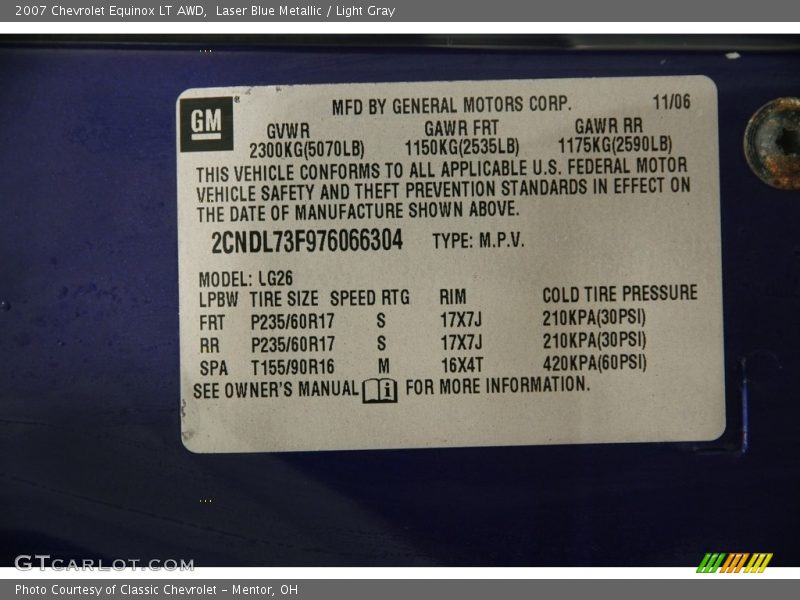 2007 Chevrolet Equinox LT AWD,  Laser Blue Metallic / Light Gray
GM®
MFD BY GENERAL MOTORS CORP. 11/06
GVWR GAWR FRT GAWR RR
2300KG(5070LB) 1150KG(2535LB) 1175KG(2590LB)
THIS VEHICLE CONFORMS TO ALL APPLICABLE U.S. FEDERAL MOTOR
VEHICLE SAFETY AND THEFT PREVENTION STANDARDS IN EFFECT ON
THE DATE OF MANUFACTURE SHOWN ABOVE.
2CNDL73F976066304 TYPE: M.P.V.
MODEL: LG26
LPBW TIRE SIZE SPEED RTG RIM COLD TIRE PRESSURE
FRT P235/60R17 S 17X7J 210KPA(30PSI)
RR P235/60R17 S 17X7J 210KPA(30PSI)
SPA T155/90R16 M 16X4T 420KPA(60PSI)
SEE OWNER'S MANUAL i FOR MORE INFORMATION.
GTCARLOT.COM
Photo Courtesy of Classic Chevrolet - Mentor, OH